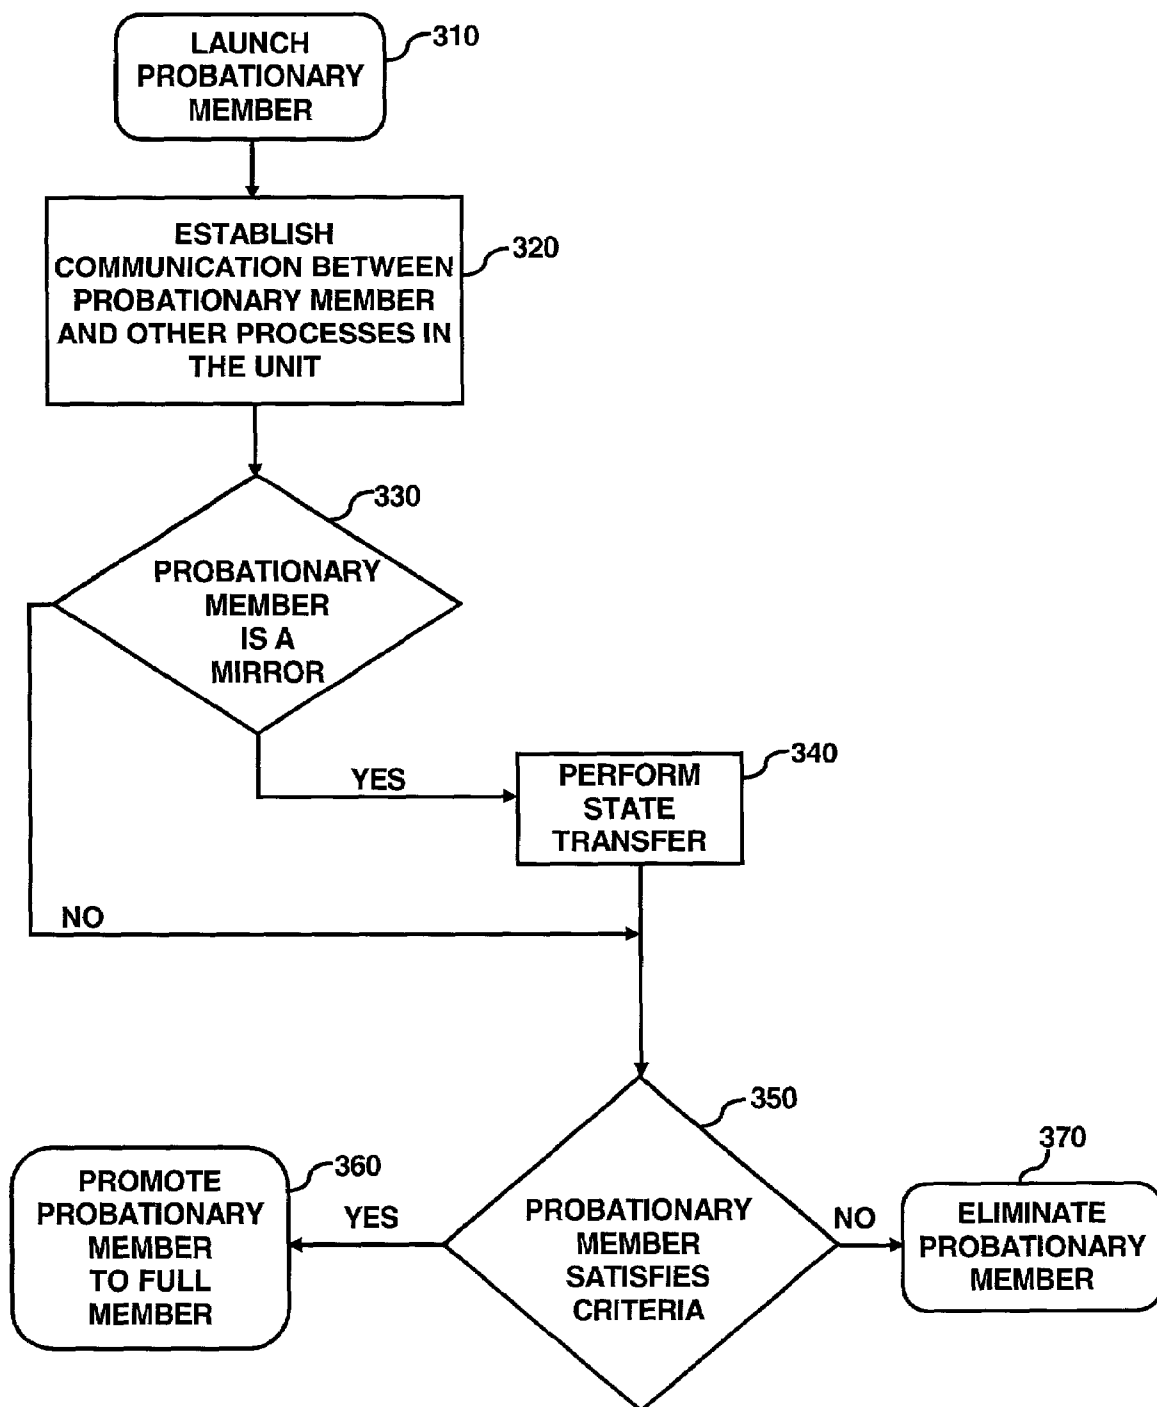 LAUNCH
PROBATIONARY
MEMBER
310
ESTABLISH
COMMUNICATION BETWEEN
PROBATIONARY MEMBER
AND OTHER PROCESSES IN
THE UNIT
320
330
PROBATIONARY
MEMBER
IS A
MIRROR
YES
340
PERFORM
STATE
TRANSFER
NO
350
PROBATIONARY
MEMBER
SATISFIES
CRITERIA
YES
360
PROMOTE
PROBATIONARY
MEMBER
TO FULL
MEMBER
NO
370
ELIMINATE
PROBATIONARY
MEMBER